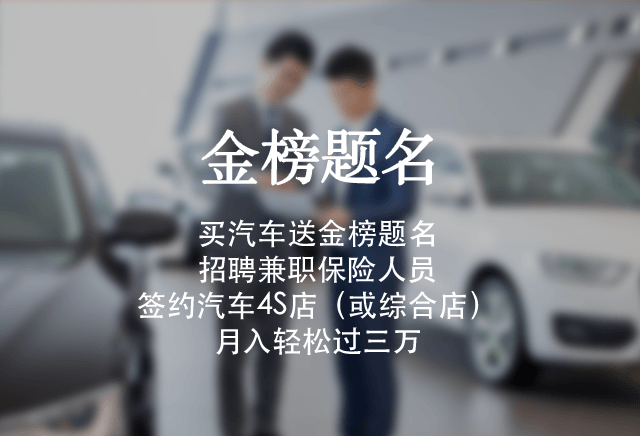 金榜题名
买汽车送金榜题名
招聘兼职保险人员
签约汽车4S店（或综合店）
月入轻松过三万